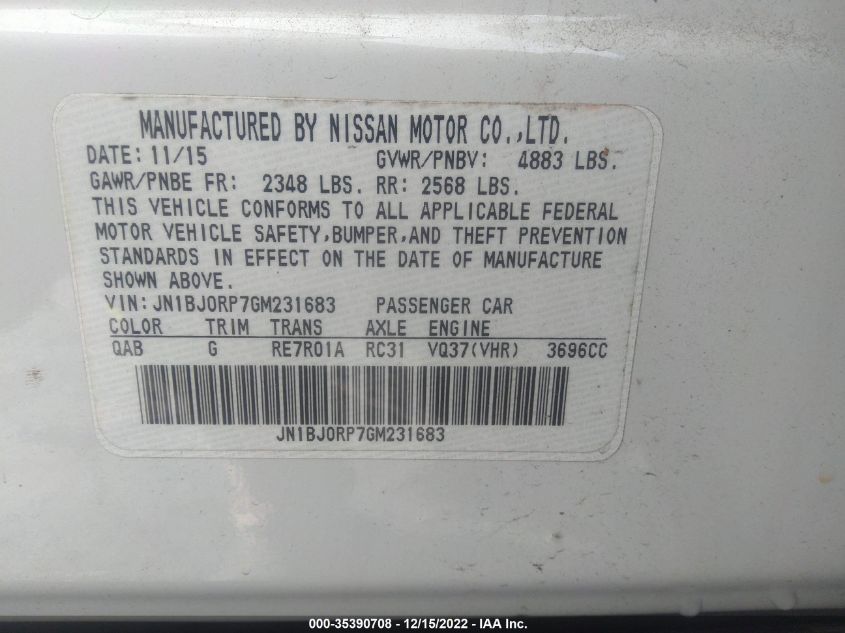 MANUFACTURED BY NISSAN MOTOR CO.,LTD.
DATE: 11/15 GVWR/PNBV: 4883 LBS.
GAWR/PNBE FR: 2348 LBS. RR: 2568 LBS.
THIS VEHICLE CONFORMS TO ALL APPLICABLE FEDERAL
MOTOR VEHICLE SAFETY,BUMPER,AND THEFT PREVENTION
STANDARDS IN EFFECT ON THE DATE OF MANUFACTURE
SHOWN ABOVE.
VIN:JN1BJ0RP7GM231683 PASSENGER CAR
COLOR TRIM TRANS AXLE ENGINE
QAB G RE7R01A RC31 VQ37(VHR) 3696CC
JN1BJ0RP7GM231683
000-35390708 - 12/15/2022 - IAA Inc.